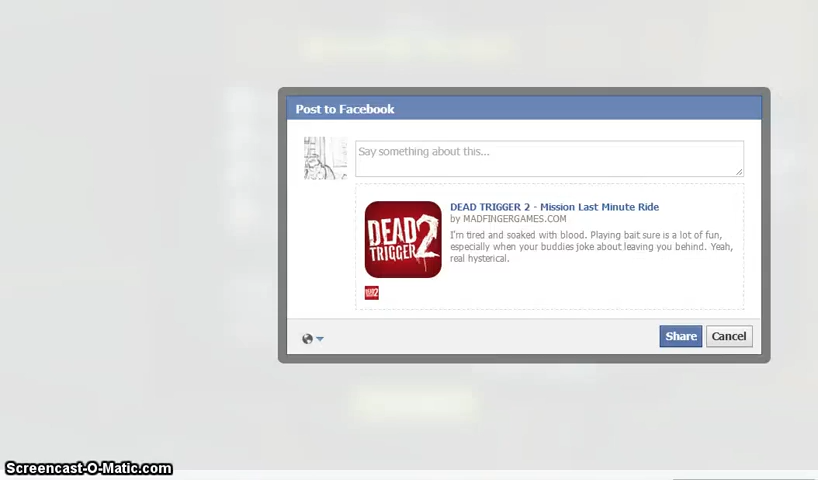 Post to Facebook
Say something about this...
DEAD TRIGGER 2
DEAD TRIGGER 2 - Mission Last Minute Ride
by MADFINGERGAMES.COM
I'm tired and soaked with blood. Playing bait sure is a lot of fun,
especially when your buddies joke about leaving you behind. Yeah,
real hysterical.
Share Cancel
Screencast-O-Matic.com